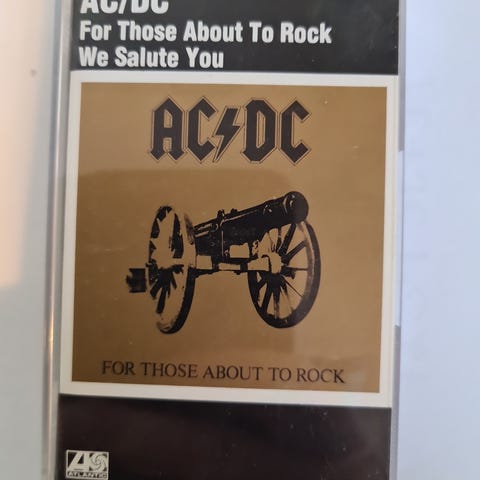 AC/DC
For Those About To Rock
We Salute You
AC⚡DC
FOR THOSE ABOUT TO ROCK
ATLANTIC